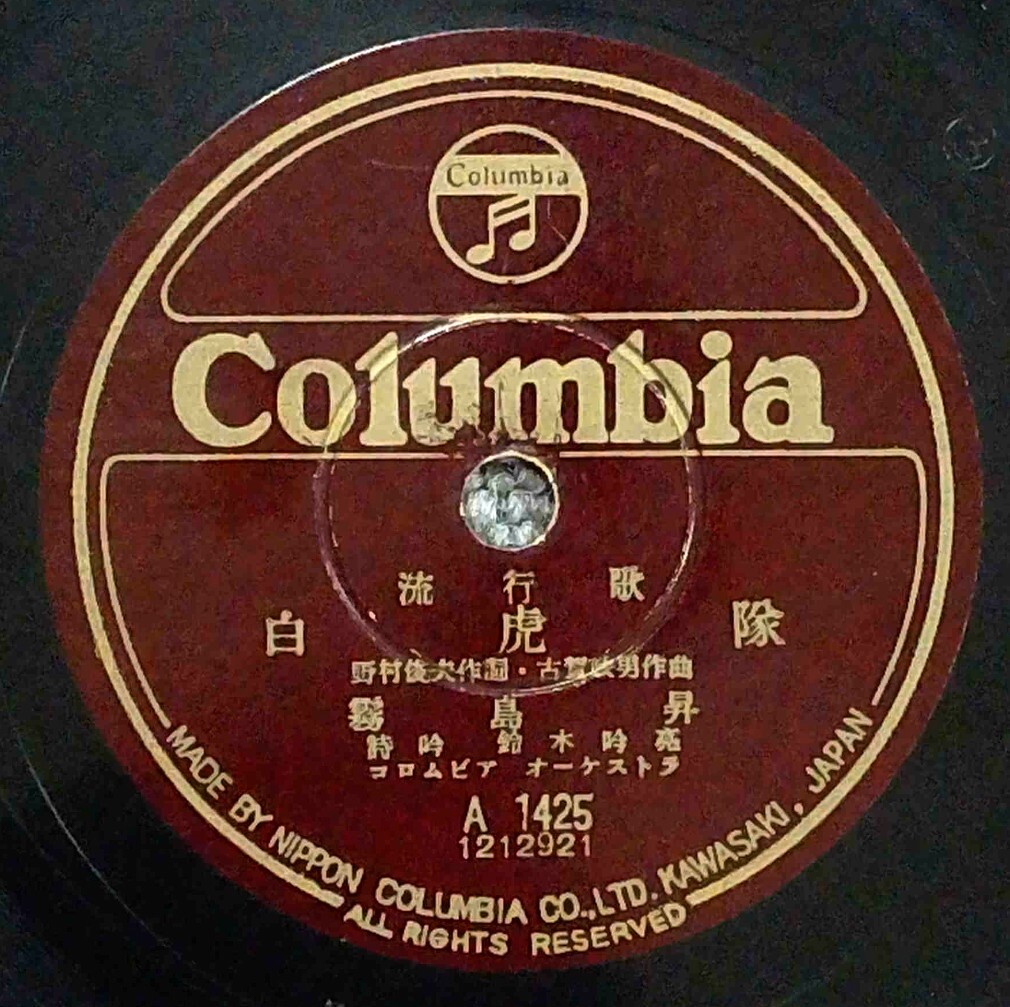 Columbia
Columbia
流行歌
白虎隊
野村俊夫作詞・古賀政男作曲
霧島昇
詩吟 鈴木吟亮
コロムビア オーケストラ
A 1425
1212921
MADE BY NIPPON COLUMBIA CO.,LTD. KAWASAKI, JAPAN
ALL RIGHTS RESERVED